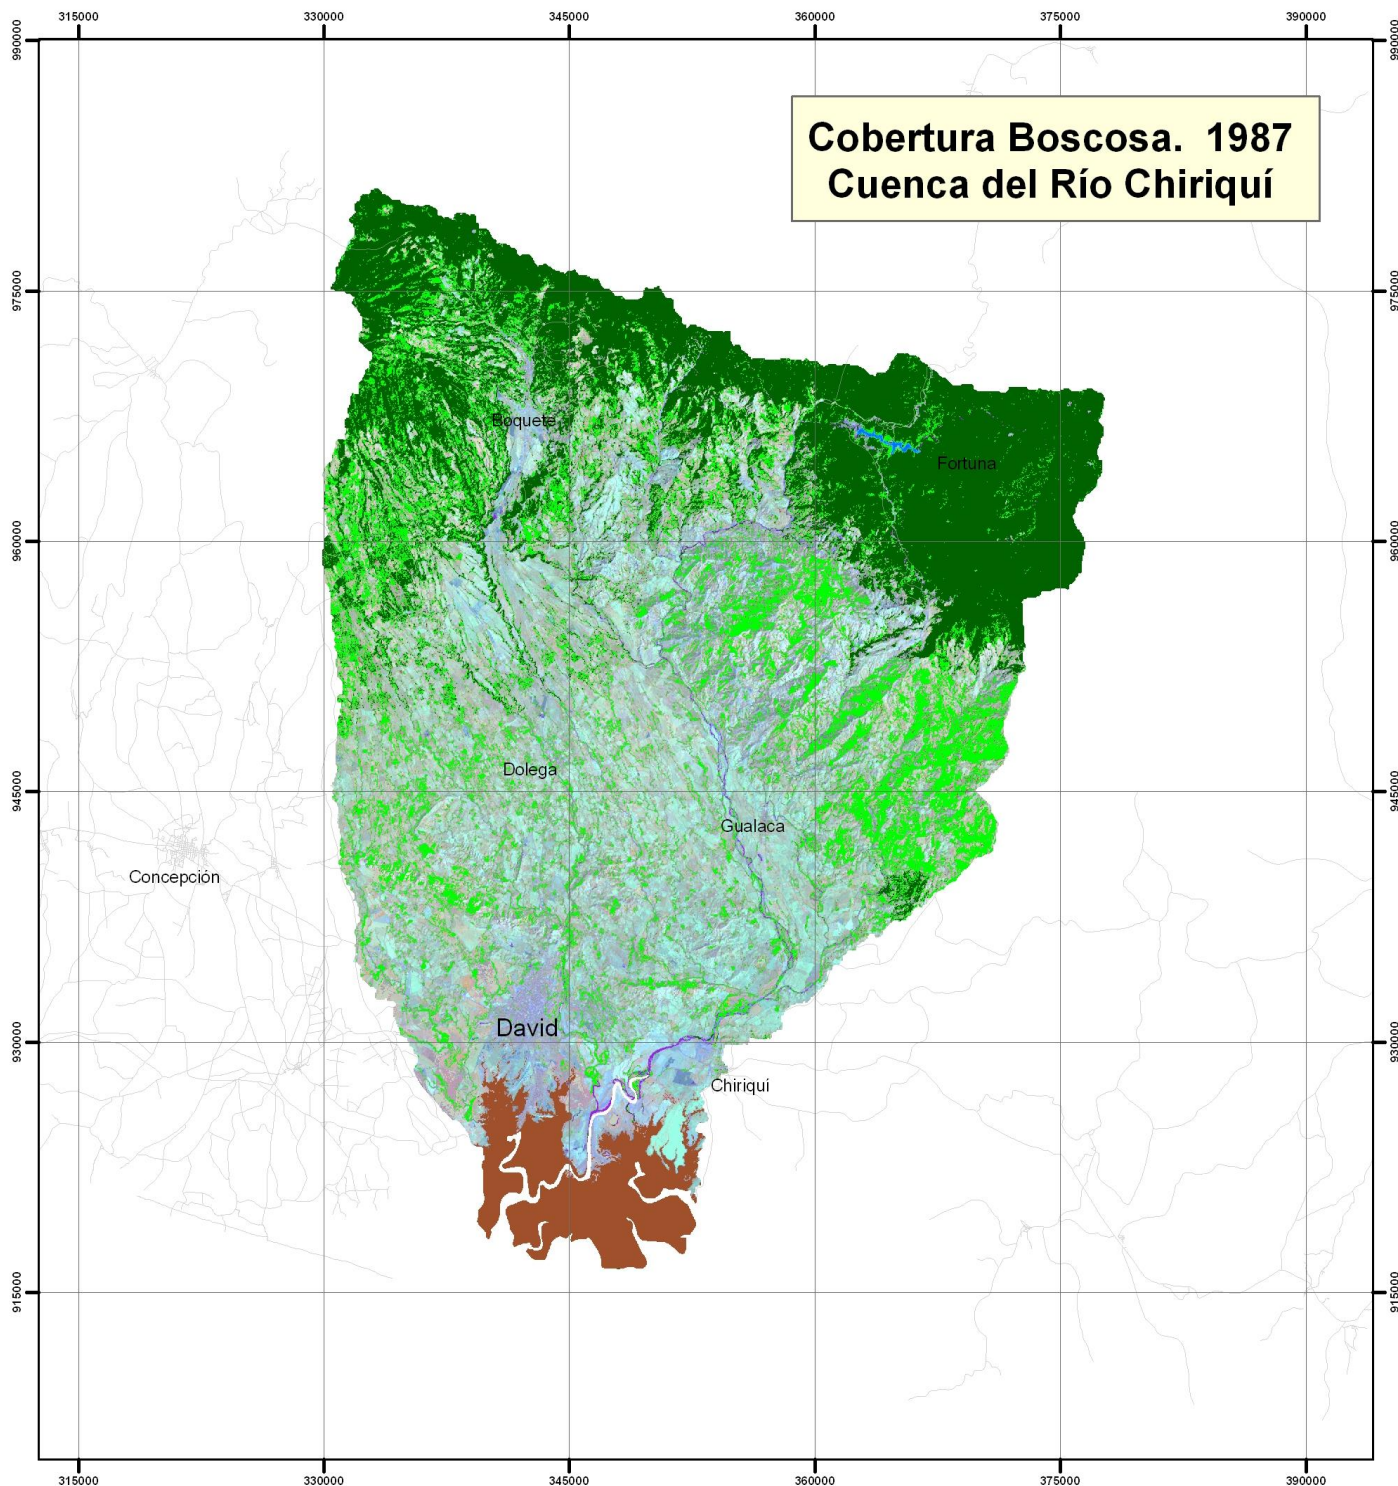 315000 330000 345000 360000 375000 390000
990000 990000
Cobertura Boscosa. 1987
Cuenca del Río Chiriquí
975000 975000
Boquete
Fortuna
960000 960000
Dolega
945000 945000
Gualaca
Concepción
David
930000 930000
Chiriquí
915000 915000
315000 330000 345000 360000 375000 390000